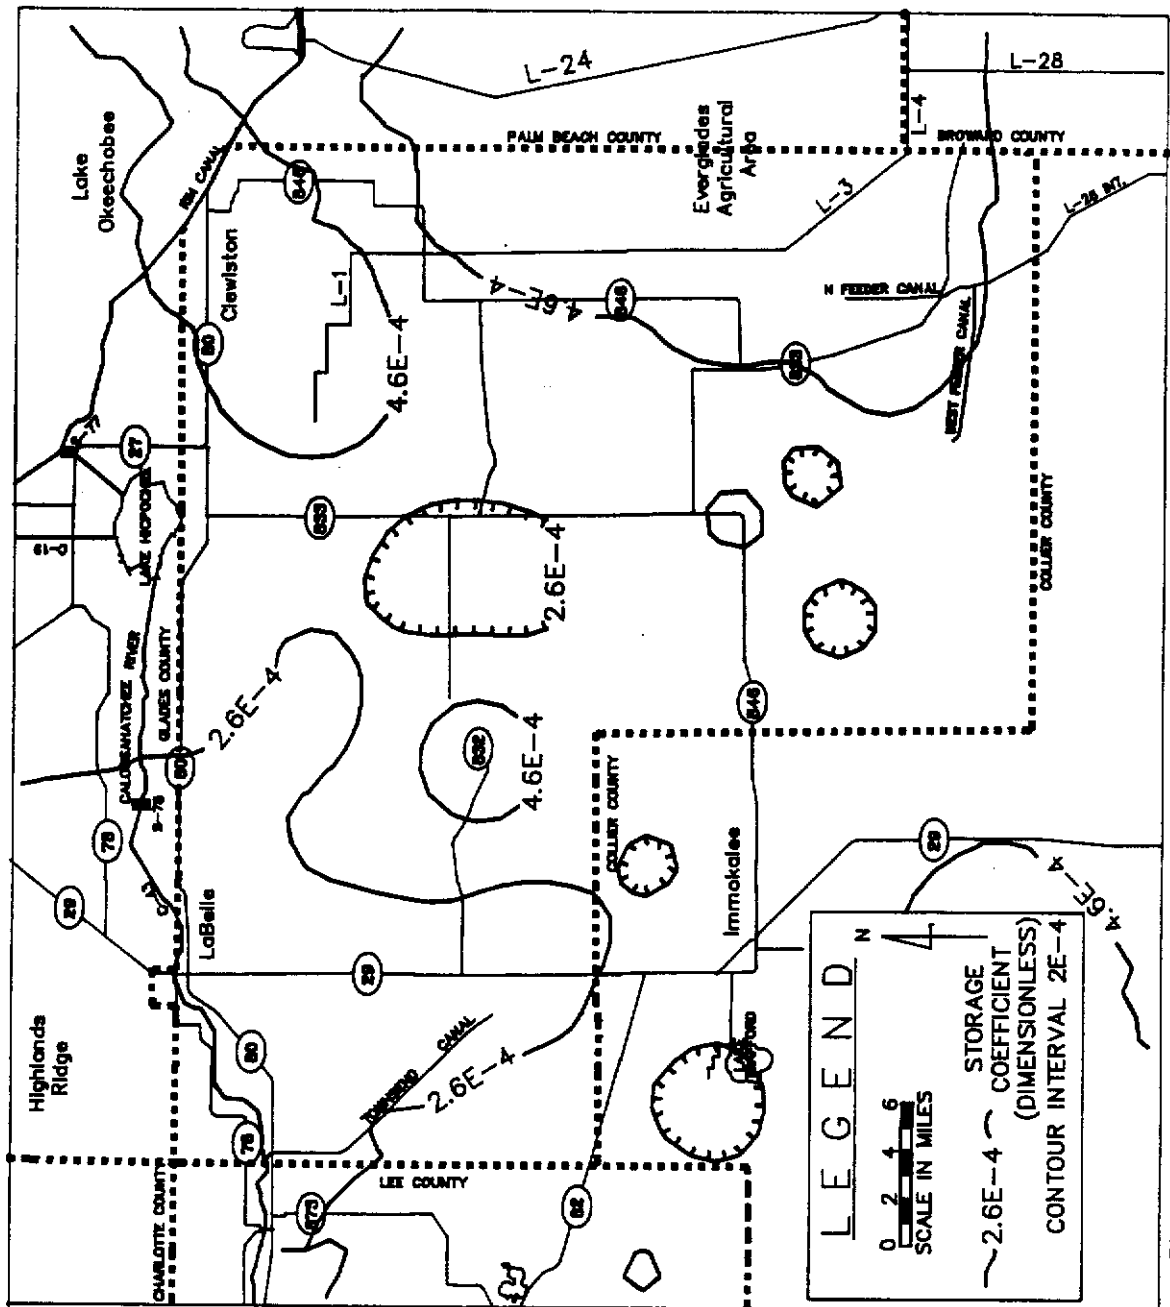 Lake
Okeechobee
RIM CANAL
L-24
PALM BEACH COUNTY
Everglades
Agricultural
Area
L-4
L-28
BROWARD COUNTY
L-3
L-28 INT.
846
Clewiston
L-1
80
4.6E-4
4.6E-4
846
833
N FEEDER CANAL
WEST FEEDER CANAL
S-77
27
LAKE HICPOCHEE
833
2.6E-4
COLLIER COUNTY
CALOOSAHATCHEE RIVER
GLADES COUNTY
2.6E-4
80
S-78
78
832
4.6E-4
846
COLLIER COUNTY
29
LaBelle
29
Immokalee
29
4.6E-4
Highlands
Ridge
80
TOWNSEND CANAL
2.6E-4
78
CHARLOTTE COUNTY
LEE COUNTY
82
LEGEND
N
0 2 4 6
SCALE IN MILES
2.6E-4
STORAGE
COEFFICIENT
(DIMENSIONLESS)
CONTOUR INTERVAL 2E-4